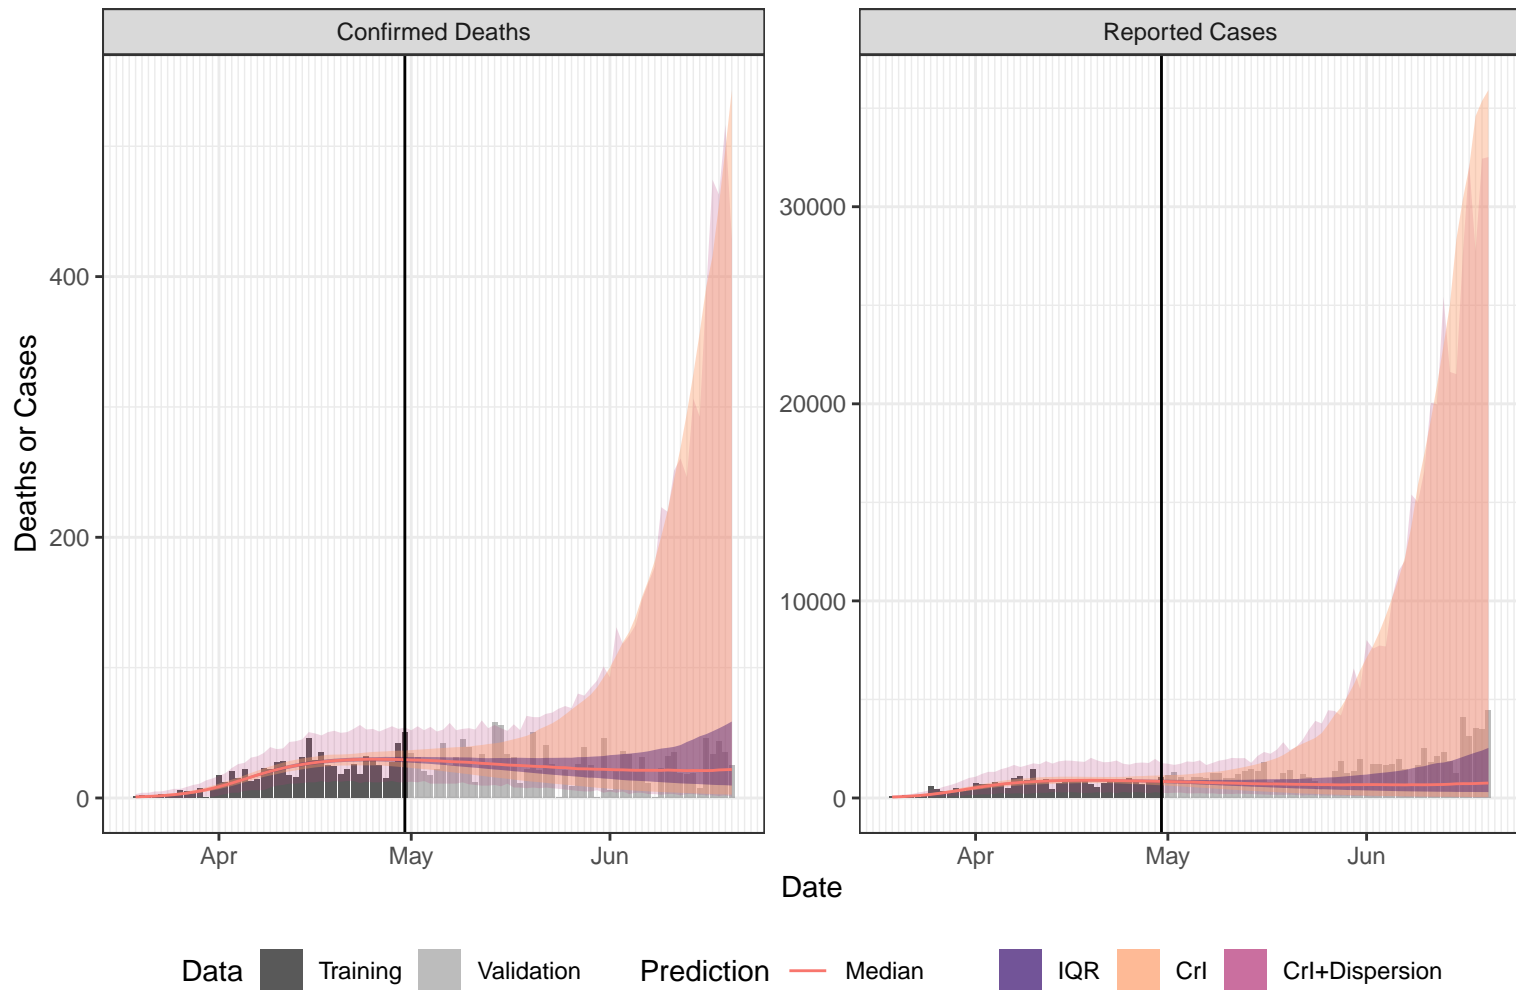 Confirmed Deaths
Reported Cases
Deaths or Cases
400
200
0
30000
20000
10000
0
Apr
May
Jun
Apr
May
Jun
Date
Data
Training
Validation
Prediction
Median
IQR
CrI
CrI+Dispersion